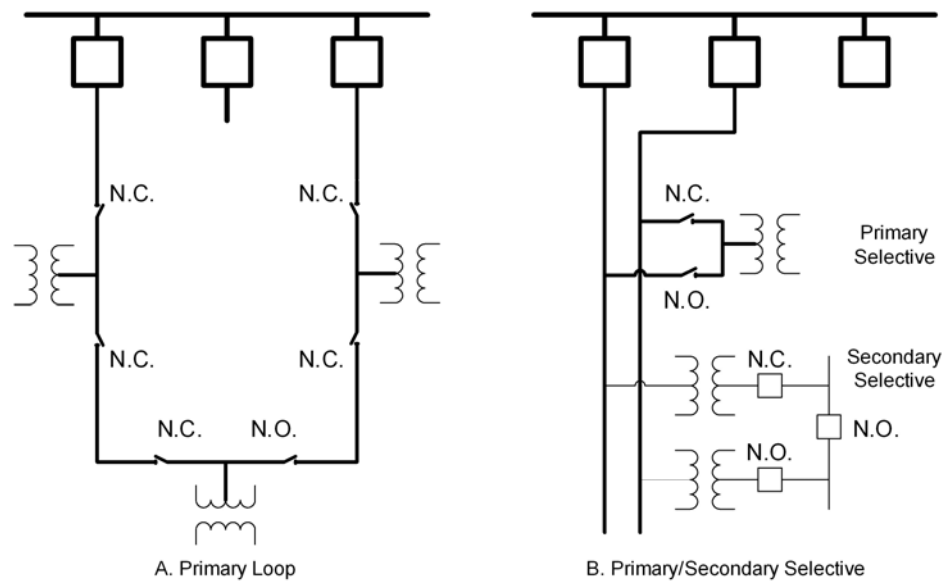 N.C.
N.C.
N.C.
N.C.
N.C.
N.O.
A. Primary Loop
N.C.
Primary
Selective
N.O.
N.C.
Secondary
Selective
N.O.
N.O.
B. Primary/Secondary Selective